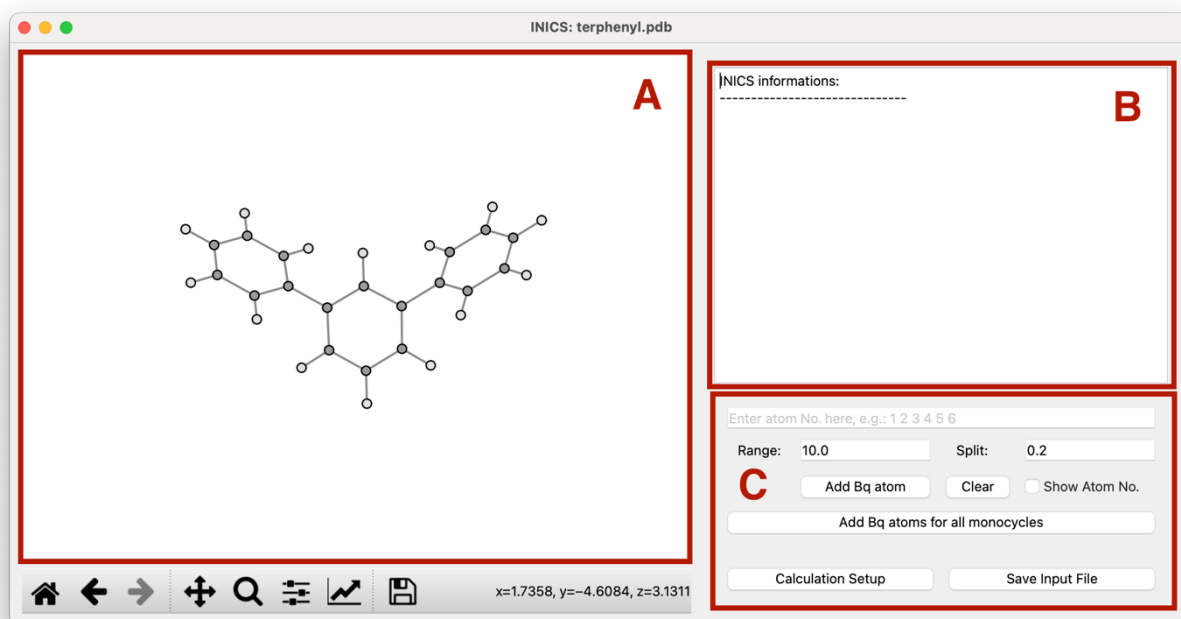 INICS: terphenyl.pdb
A
INICS informations:
------------------------------
B
Enter atom No. here, e.g.: 1 2 3 4 5 6
Range: 10.0 Split: 0.2
C
Add Bq atom Clear Show Atom No.
Add Bq atoms for all monocycles
Calculation Setup Save Input File
x=1.7358, y=−4.6084, z=3.1311